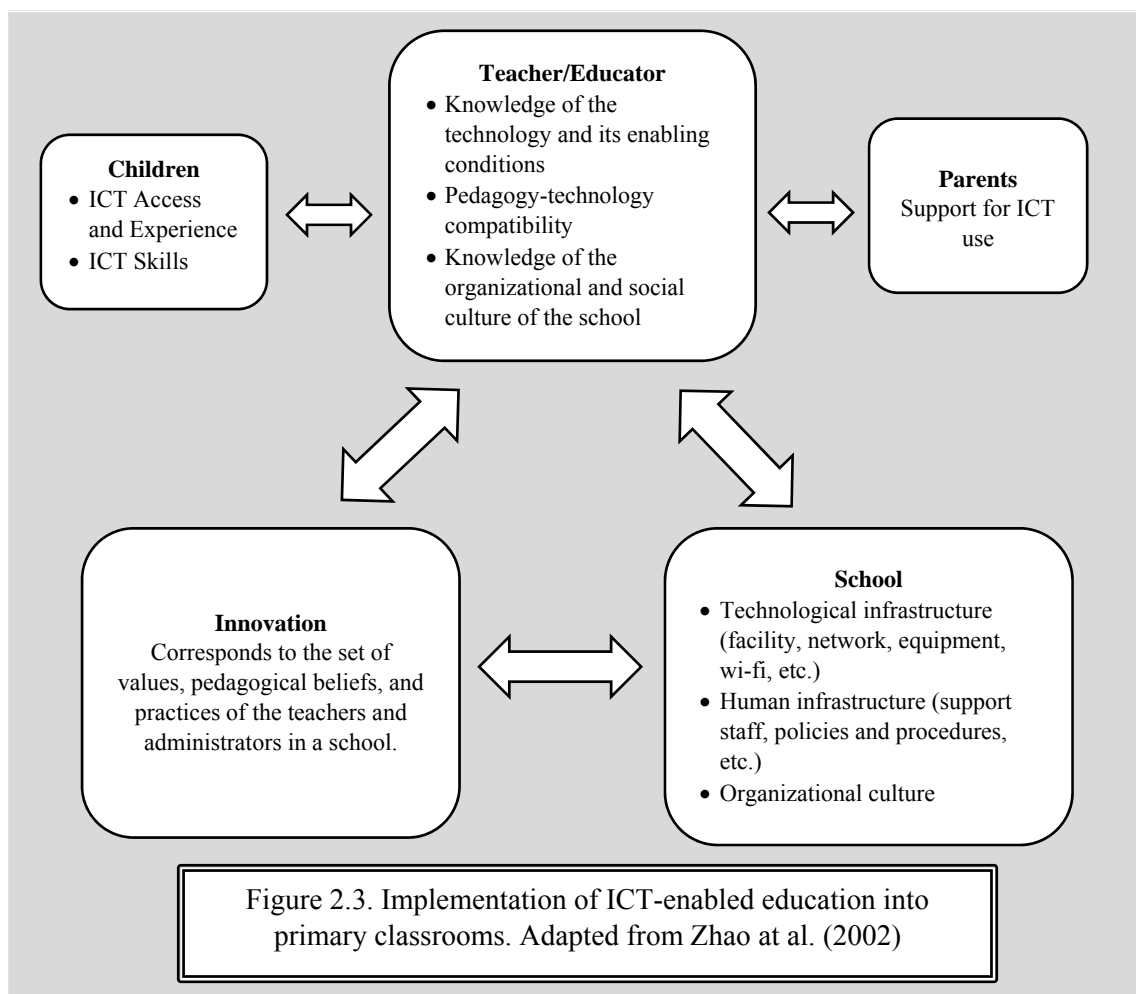 Teacher/Educator
• Knowledge of the
technology and its enabling
conditions
• Pedagogy-technology
compatibility
• Knowledge of the
organizational and social
culture of the school
Children
• ICT Access
and Experience
• ICT Skills
Parents
Support for ICT
use
Innovation
Corresponds to the set of
values, pedagogical beliefs, and
practices of the teachers and
administrators in a school.
School
• Technological infrastructure
(facility, network, equipment,
wi-fi, etc.)
• Human infrastructure (support
staff, policies and procedures,
etc.)
• Organizational culture
Figure 2.3. Implementation of ICT-enabled education into
primary classrooms. Adapted from Zhao at al. (2002)